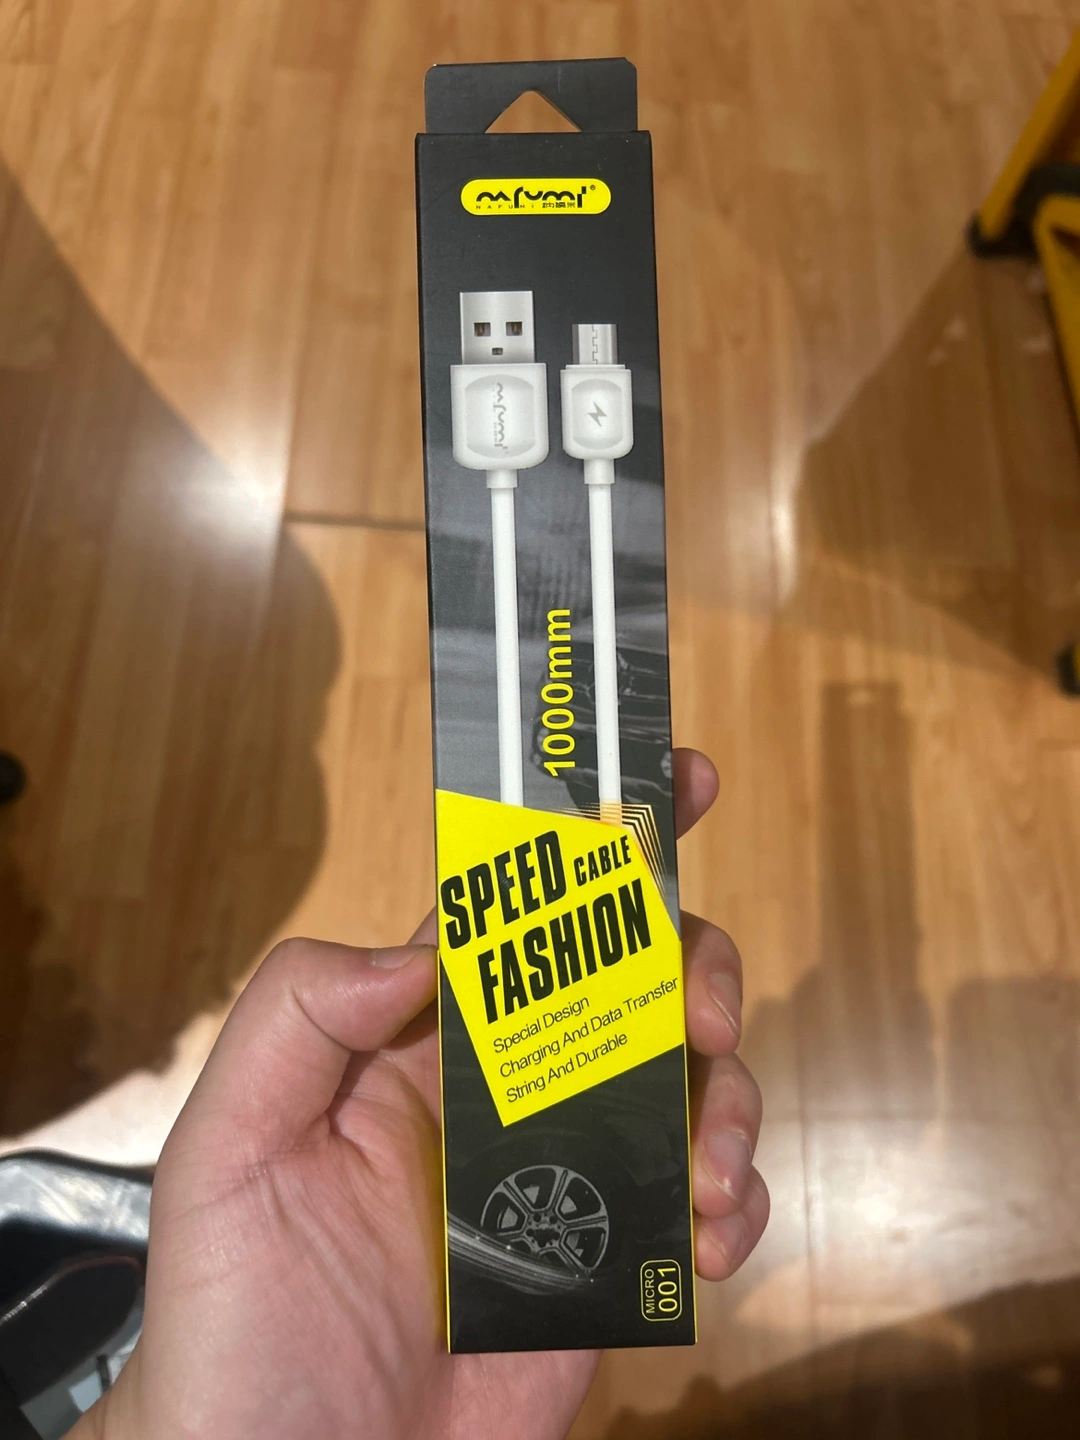 NAFUMI 纳福米
1000mm
SPEED CABLE
FASHION
Special Design
Charging And Data Transfer
String And Durable
MICRO
001